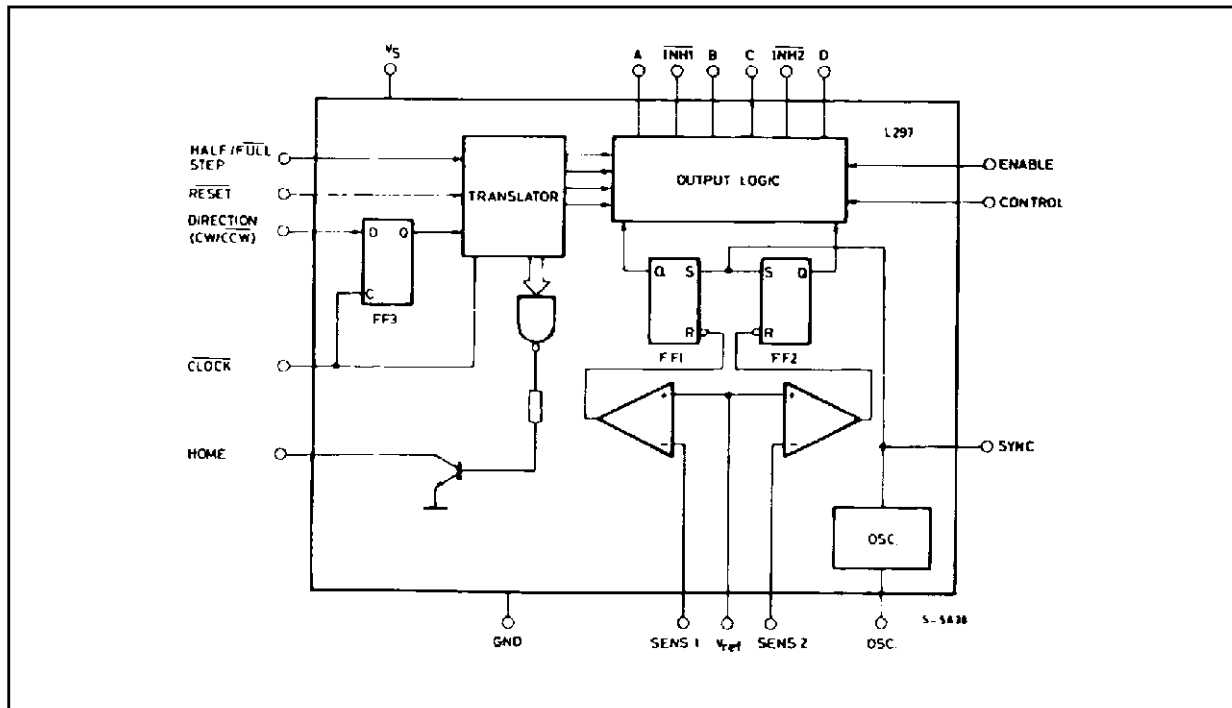 VS
A INH1 B C INH2 D
L297
HALF/FULL
STEP
RESET
DIRECTION
(CW/CCW)
TRANSLATOR
OUTPUT LOGIC
ENABLE
CONTROL
D Q
C
FF3
Q S
R
FF1
S Q
R
FF2
CLOCK
+
−
+
−
HOME
SYNC
OSC.
GND
SENS 1
Vref
SENS 2
OSC.
S-5838